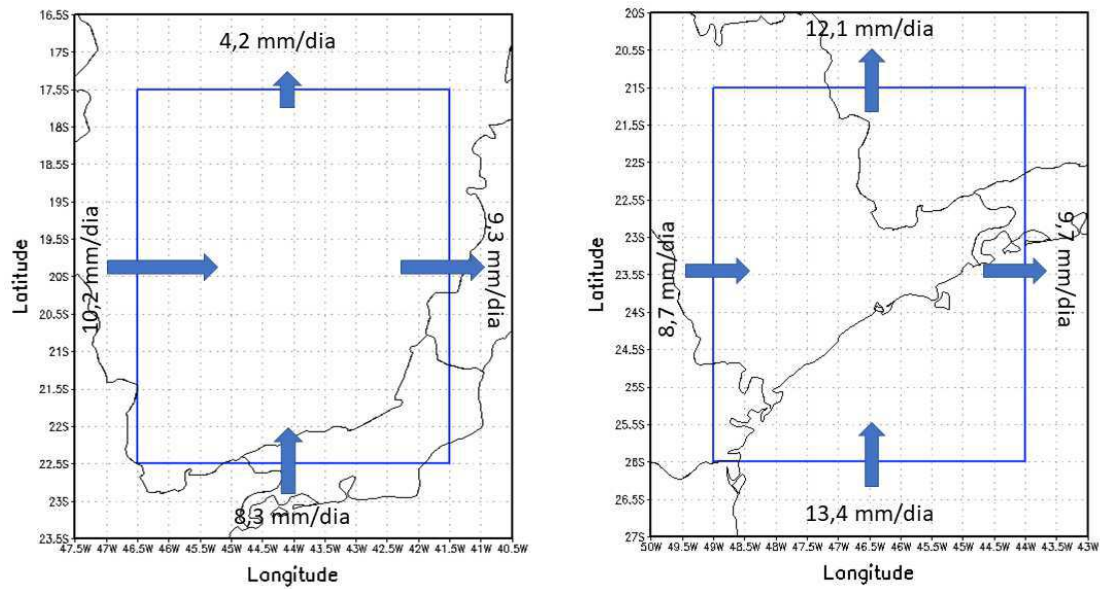 16.5S
4,2 mm/dia
17S
17.5S
18S
18.5S
19S
19.5S
20S
20.5S
21S
21.5S
22S
22.5S
23S
23.5S
Latitude
10,2 mm/dia
9,3 mm/dia
8,3 mm/dia
47.5W 47W 46.5W 46W 45.5W 45W 44.5W 44W 43.5W 43W 42.5W 42W 41.5W 41W 40.5W
Longitude
20S
12,1 mm/dia
20.5S
21S
21.5S
22S
22.5S
23S
23.5S
24S
24.5S
25S
25.5S
26S
26.5S
27S
Latitude
8,7 mm/dia
9,7 mm/dia
13,4 mm/dia
50W 49.5W 49W 48.5W 48W 47.5W 47W 46.5W 46W 45.5W 45W 44.5W 44W 43.5W 43W
Longitude